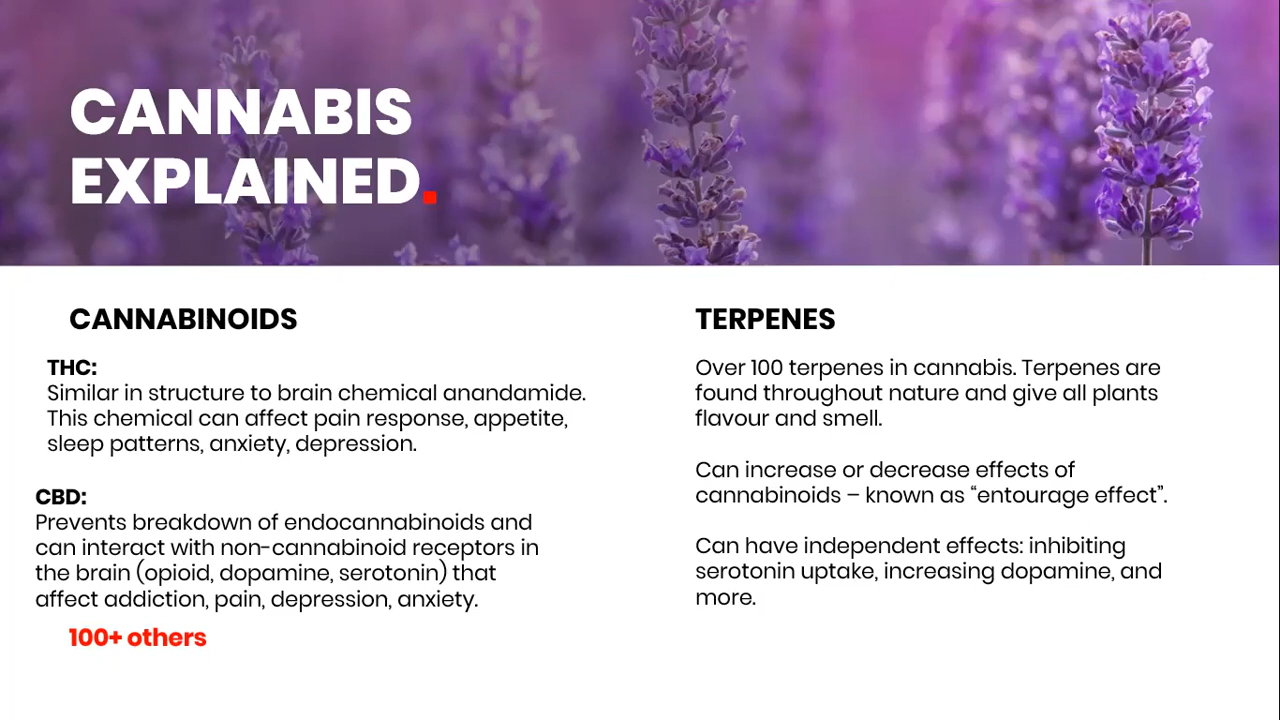 CANNABIS
EXPLAINED.
CANNABINOIDS
THC:
Similar in structure to brain chemical anandamide.
This chemical can affect pain response, appetite,
sleep patterns, anxiety, depression.
CBD:
Prevents breakdown of endocannabinoids and
can interact with non-cannabinoid receptors in
the brain (opioid, dopamine, serotonin) that
affect addiction, pain, depression, anxiety.
100+ others
TERPENES
Over 100 terpenes in cannabis. Terpenes are
found throughout nature and give all plants
flavour and smell.
Can increase or decrease effects of
cannabinoids – known as “entourage effect”.
Can have independent effects: inhibiting
serotonin uptake, increasing dopamine, and
more.